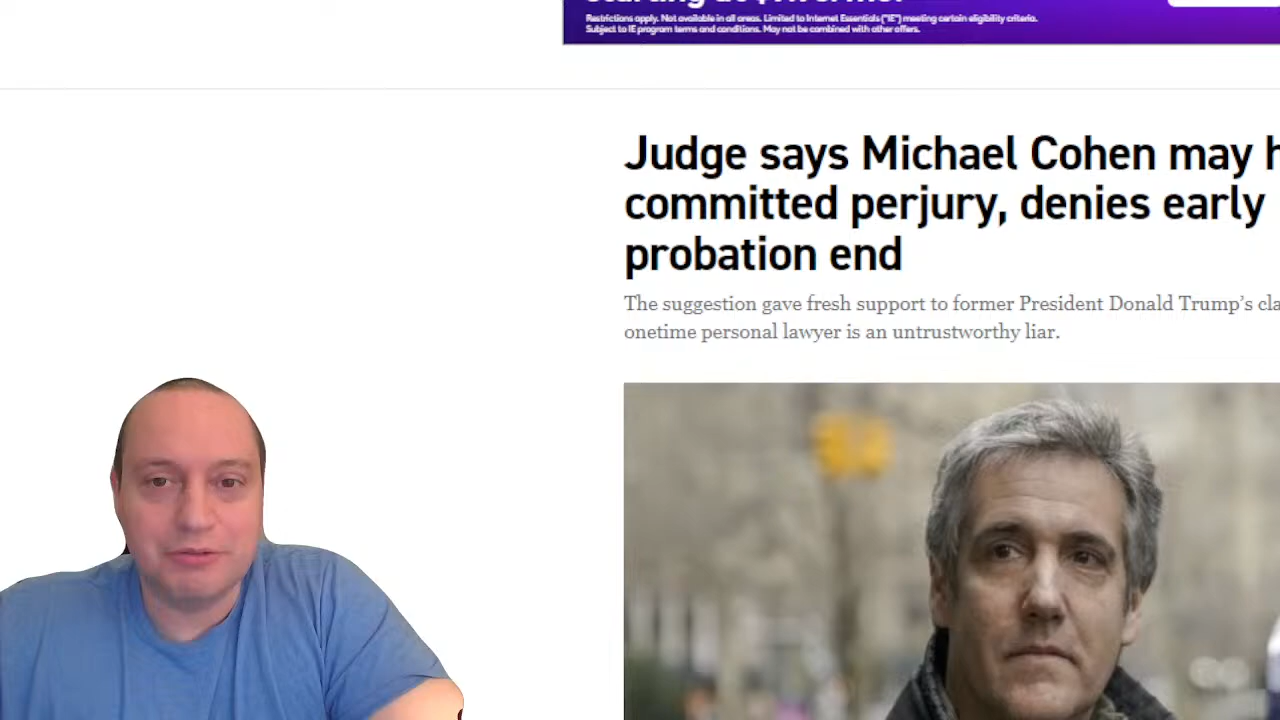 Restrictions apply. Not available in all areas. Limited to Internet Essentials ("IE") meeting certain eligibility criteria.
Subject to IE program terms and conditions. May not be combined with other offers.
Judge says Michael Cohen may h
committed perjury, denies early
probation end
The suggestion gave fresh support to former President Donald Trump’s cla
onetime personal lawyer is an untrustworthy liar.